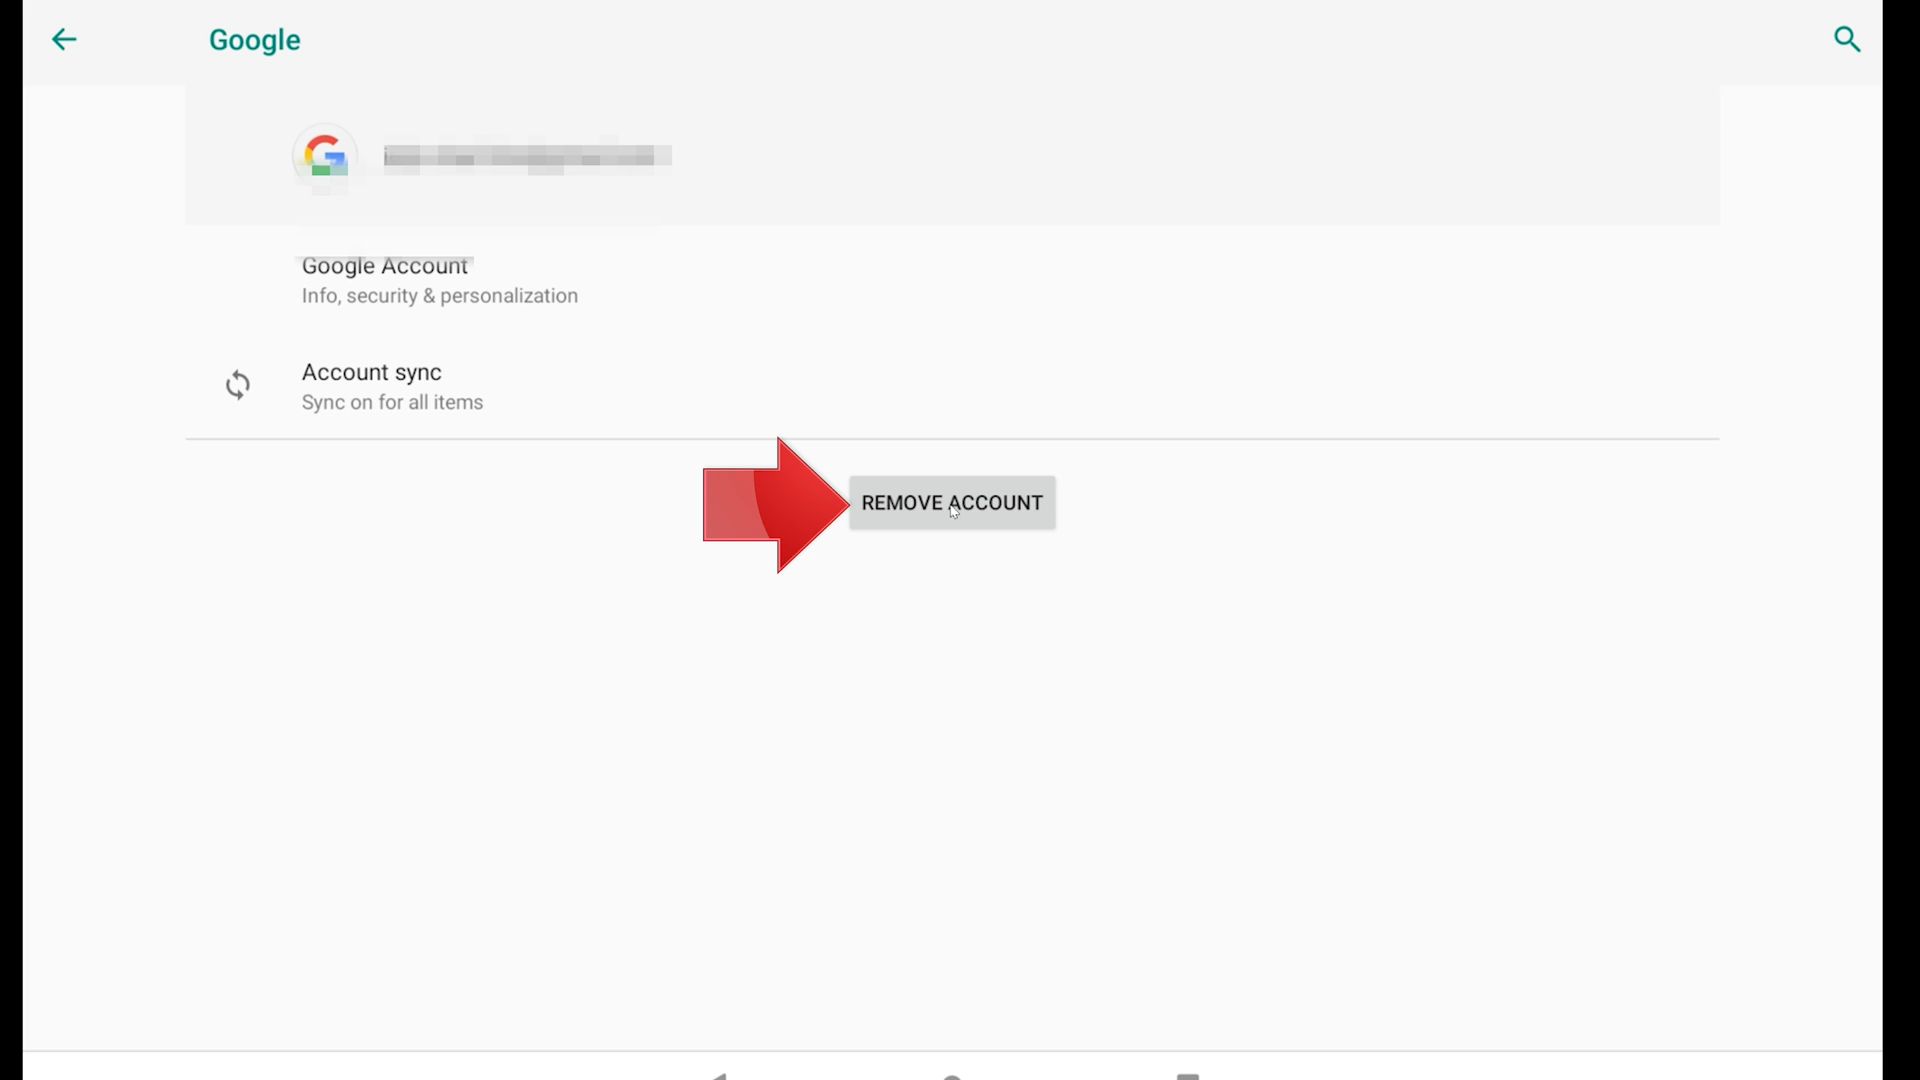 Google
Google Account
Info, security & personalization
Account sync
Sync on for all items
REMOVE ACCOUNT